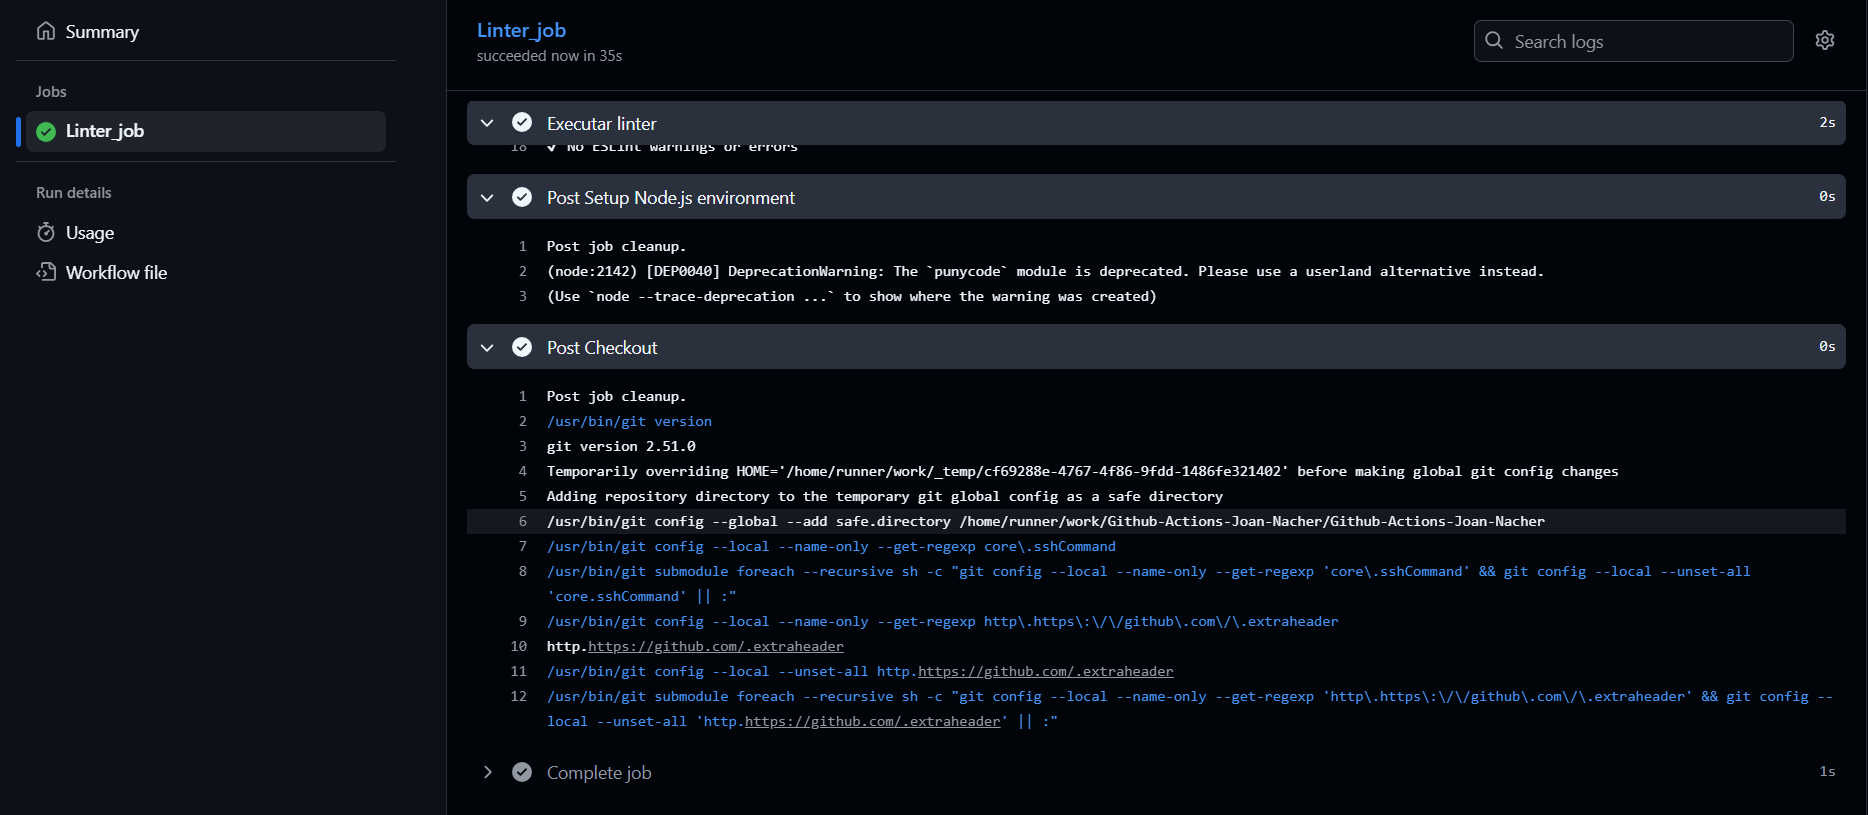 Summary
Jobs
Linter_job
Run details
Usage
Workflow file
Linter_job
succeeded now in 35s
Search logs
Executar linter 2s
18 ✔ No ESLint warnings or errors
Post Setup Node.js environment 0s
1 Post job cleanup.
2 (node:2142) [DEP0040] DeprecationWarning: The `punycode` module is deprecated. Please use a userland alternative instead.
3 (Use `node --trace-deprecation ...` to show where the warning was created)
Post Checkout 0s
1 Post job cleanup.
2 /usr/bin/git version
3 git version 2.51.0
4 Temporarily overriding HOME='/home/runner/work/_temp/cf69288e-4767-4f86-9fdd-1486fe321402' before making global git config changes
5 Adding repository directory to the temporary git global config as a safe directory
6 /usr/bin/git config --global --add safe.directory /home/runner/work/Github-Actions-Joan-Nacher/Github-Actions-Joan-Nacher
7 /usr/bin/git config --local --name-only --get-regexp core\.sshCommand
8 /usr/bin/git submodule foreach --recursive sh -c "git config --local --name-only --get-regexp 'core\.sshCommand' && git config --local --unset-all
'core.sshCommand' || :"
9 /usr/bin/git config --local --name-only --get-regexp http\.https\:\/\/github\.com\/\.extraheader
10 http.https://github.com/.extraheader
11 /usr/bin/git config --local --unset-all http.https://github.com/.extraheader
12 /usr/bin/git submodule foreach --recursive sh -c "git config --local --name-only --get-regexp 'http\.https\:\/\/github\.com\/\.extraheader' && git config --
local --unset-all 'http.https://github.com/.extraheader' || :"
Complete job 1s